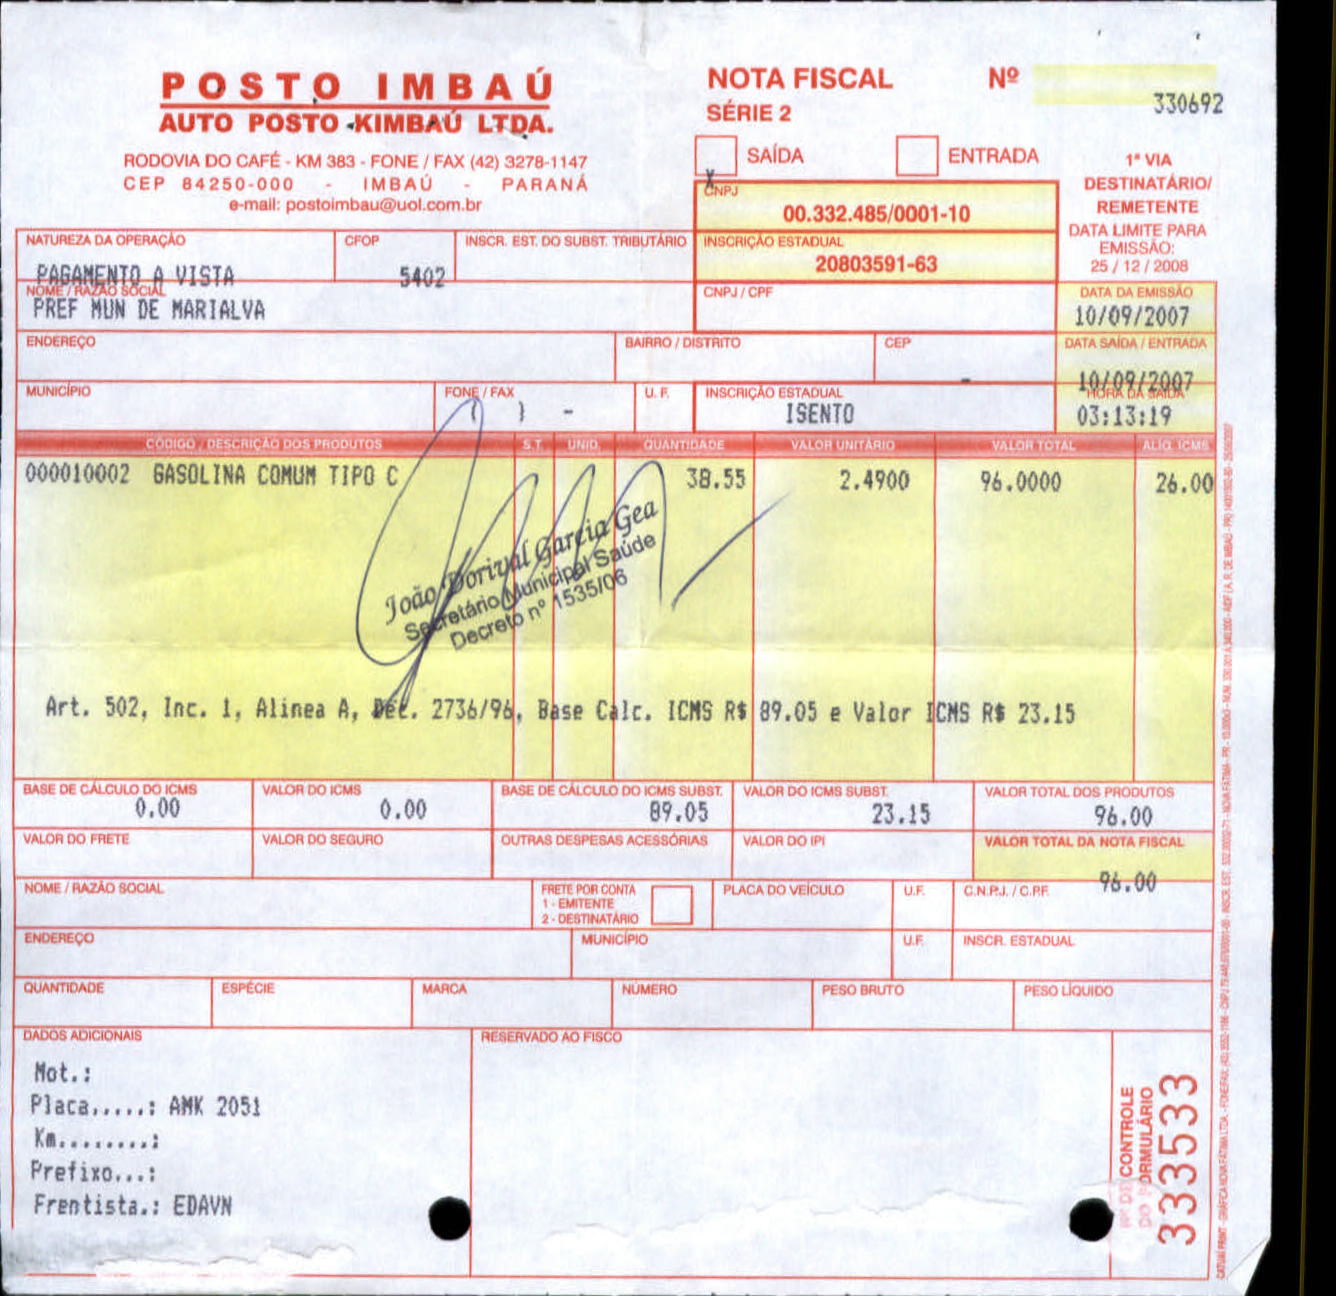 POSTO IMBAÚ
AUTO POSTO KIMBAÚ LTDA.
RODOVIA DO CAFÉ - KM 383 - FONE / FAX (42) 3278-1147
CEP 84250-000 - IMBAÚ - PARANÁ
e-mail: postoimbau@uol.com.br
NOTA FISCAL Nº
330692
SÉRIE 2
SAÍDA ENTRADA
X
1ª VIA
DESTINATÁRIO/
REMETENTE
DATA LIMITE PARA
EMISSÃO:
25 / 12 / 2008
CNPJ
00.332.485/0001-10
NATUREZA DA OPERAÇÃO CFOP INSCR. EST. DO SUBST. TRIBUTÁRIO INSCRIÇÃO ESTADUAL
PAGAMENTO A VISTA 5402 20803591-63
NOME / RAZÃO SOCIAL CNPJ / CPF DATA DA EMISSÃO
PREF MUN DE MARIALVA 10/09/2007
ENDEREÇO BAIRRO / DISTRITO CEP DATA SAÍDA / ENTRADA
- 10/09/2007
MUNICÍPIO FONE / FAX U. F. INSCRIÇÃO ESTADUAL HORA DA SAÍDA
( ) - ISENTO 03:13:19
CÓDIGO / DESCRIÇÃO DOS PRODUTOS S.T. UNID. QUANTIDADE VALOR UNITÁRIO VALOR TOTAL ALIQ. ICMS
000010002 GASOLINA COMUM TIPO C 38.55 2.4900 96.0000 26.00
João Dorival Garcia Gea
Secretário Municipal Saúde
Decreto nº 1535/06
Art. 502, Inc. 1, Alinea A, Dec. 2736/96, Base Calc. ICMS R$ 89.05 e Valor ICMS R$ 23.15
BASE DE CÁLCULO DO ICMS VALOR DO ICMS BASE DE CÁLCULO DO ICMS SUBST. VALOR DO ICMS SUBST. VALOR TOTAL DOS PRODUTOS
0.00 0.00 89.05 23.15 96.00
VALOR DO FRETE VALOR DO SEGURO OUTRAS DESPESAS ACESSÓRIAS VALOR DO IPI VALOR TOTAL DA NOTA FISCAL
96.00
NOME / RAZÃO SOCIAL FRETE POR CONTA PLACA DO VEÍCULO U.F. C.N.P.J. / C.P.F.
1 - EMITENTE
2 - DESTINATÁRIO
ENDEREÇO MUNICÍPIO U.F. INSCR. ESTADUAL
QUANTIDADE ESPÉCIE MARCA NÚMERO PESO BRUTO PESO LÍQUIDO
DADOS ADICIONAIS RESERVADO AO FISCO
Mot.:
Placa.....: AMK 2051
Km........:
Prefixo...:
Frentista.: EDAVN
Nº DE CONTROLE
DO FORMULÁRIO
333533